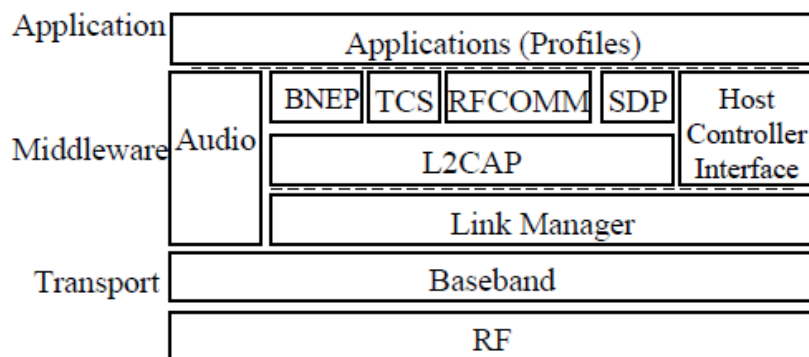 Application
Applications (Profiles)
BNEP
TCS
RFCOMM
SDP
Host
Controller
Interface
Middleware
Audio
L2CAP
Link Manager
Transport
Baseband
RF